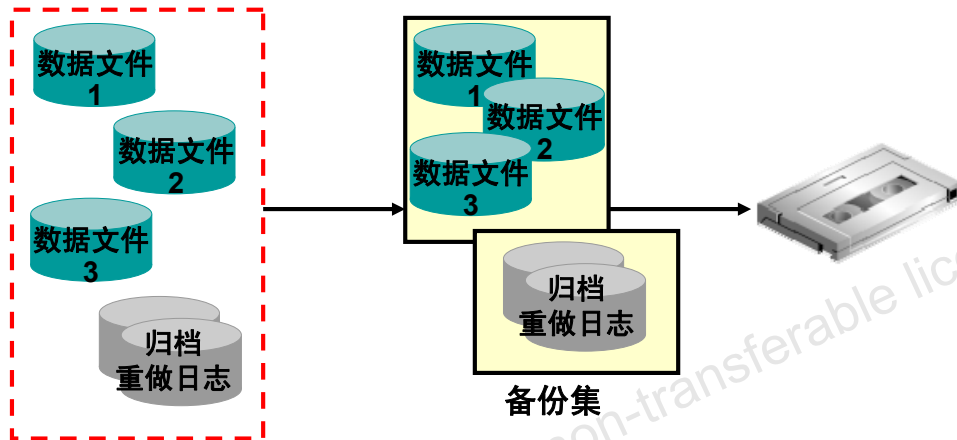 数据文件
1
数据文件
2
数据文件
3
归档
重做日志
数据文件
1
数据文件
2
数据文件
3
归档
重做日志
备份集
non-transferable lice